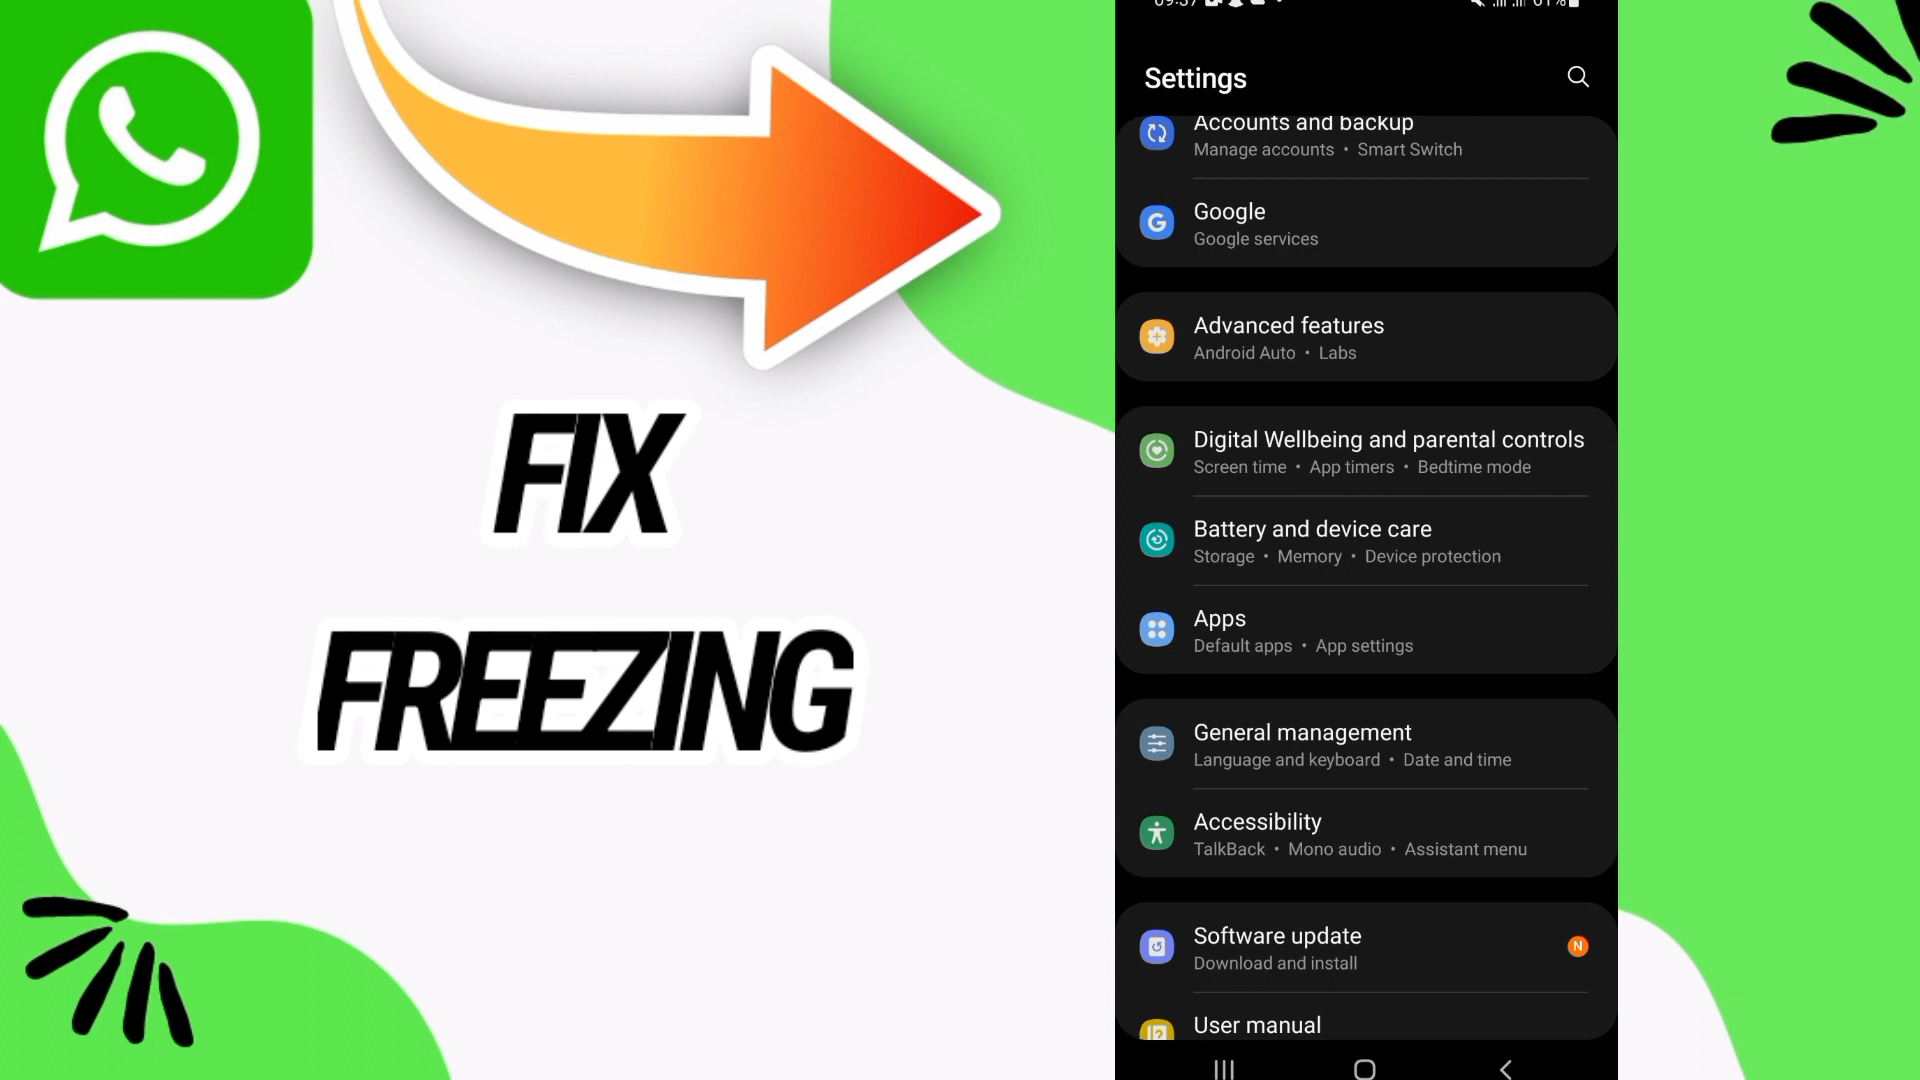 FIX
FREEZING
09:37
61%
Settings
Accounts and backup
Manage accounts • Smart Switch
Google
Google services
Advanced features
Android Auto • Labs
Digital Wellbeing and parental controls
Screen time • App timers • Bedtime mode
Battery and device care
Storage • Memory • Device protection
Apps
Default apps • App settings
General management
Language and keyboard • Date and time
Accessibility
TalkBack • Mono audio • Assistant menu
Software update
N
Download and install
User manual